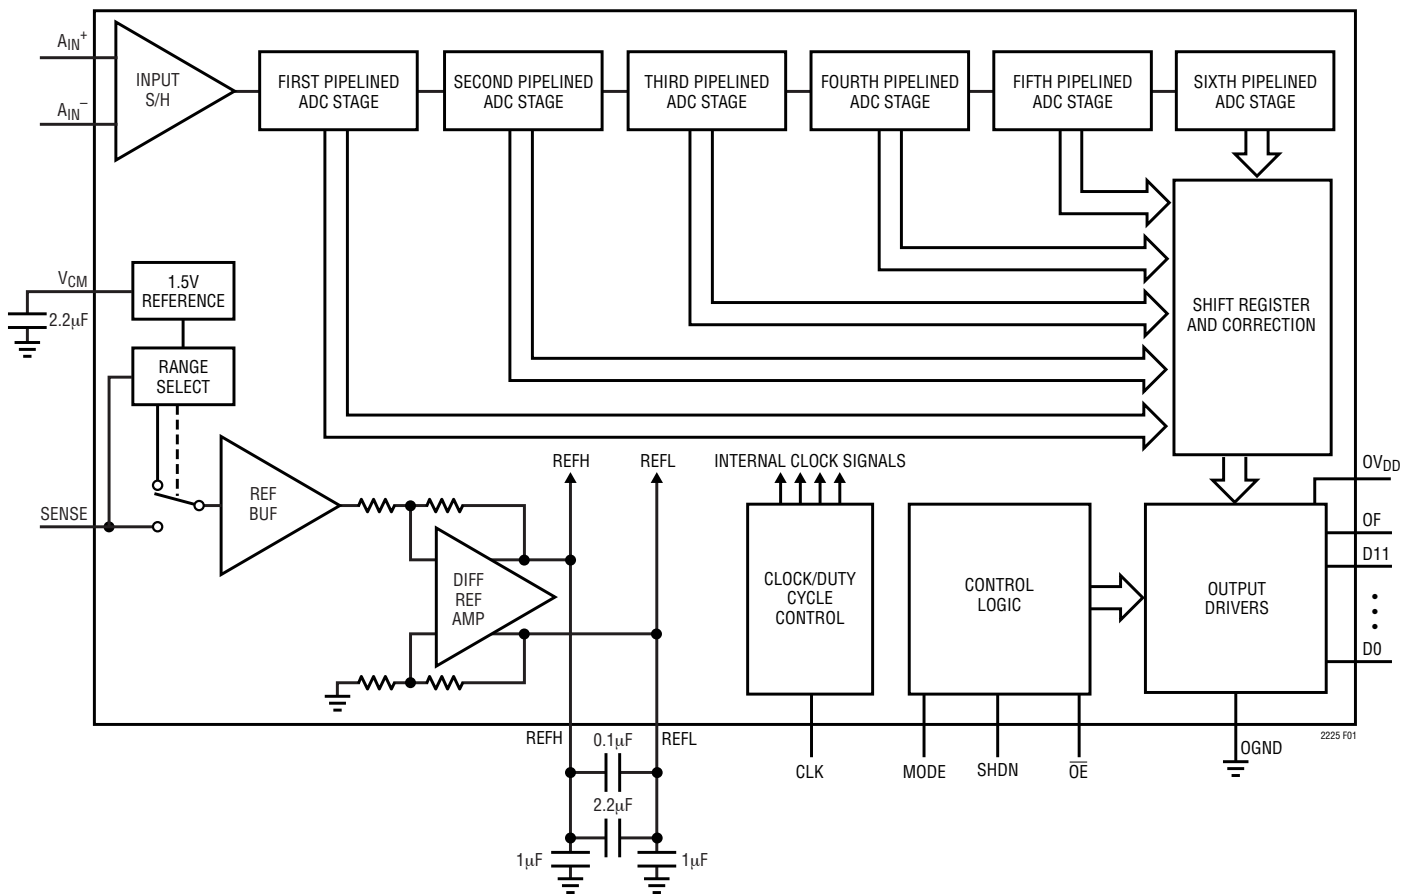 AIN+
AIN−
INPUT
S/H
FIRST PIPELINED
ADC STAGE
SECOND PIPELINED
ADC STAGE
THIRD PIPELINED
ADC STAGE
FOURTH PIPELINED
ADC STAGE
FIFTH PIPELINED
ADC STAGE
SIXTH PIPELINED
ADC STAGE
VCM
2.2µF
1.5V
REFERENCE
RANGE
SELECT
SHIFT REGISTER
AND CORRECTION
SENSE
REF
BUF
DIFF
REF
AMP
REFH
REFL
INTERNAL CLOCK SIGNALS
CLOCK/DUTY
CYCLE
CONTROL
CONTROL
LOGIC
OUTPUT
DRIVERS
OVDD
OF
D11
D0
REFH
0.1µF
REFL
2.2µF
1µF
1µF
CLK
MODE
SHDN
O̅E̅
OGND
2225 F01